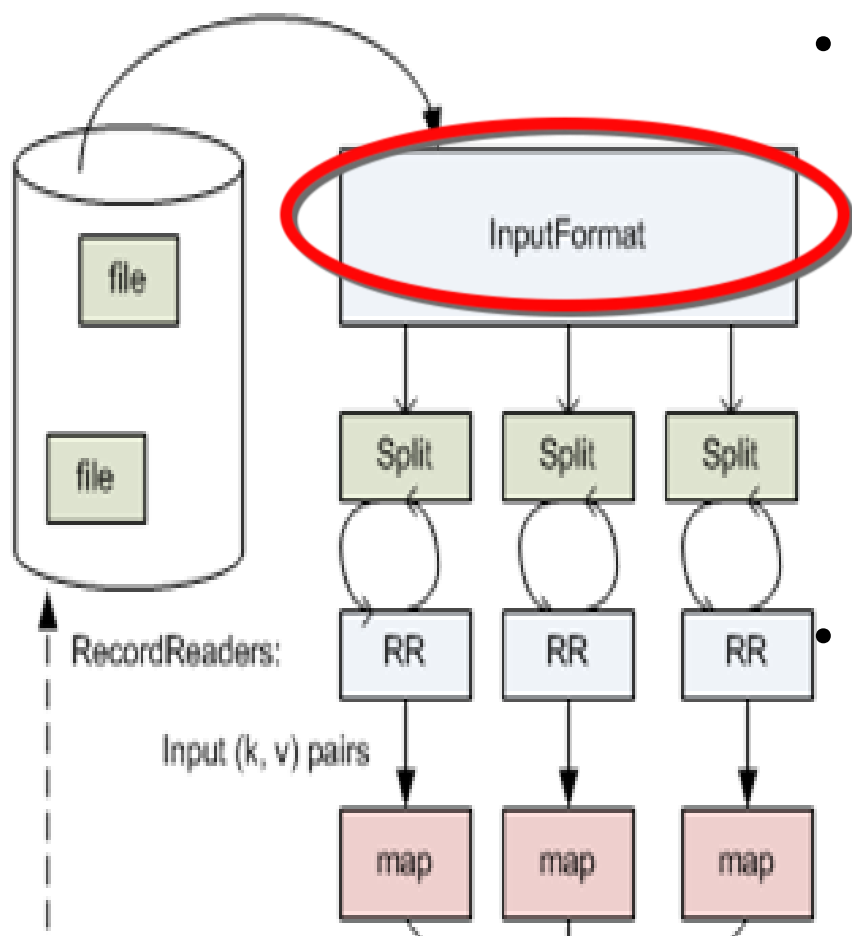 InputFormat
file
file
Split
Split
Split
RecordReaders:
RR
RR
RR
Input (k, v) pairs
map
map
map